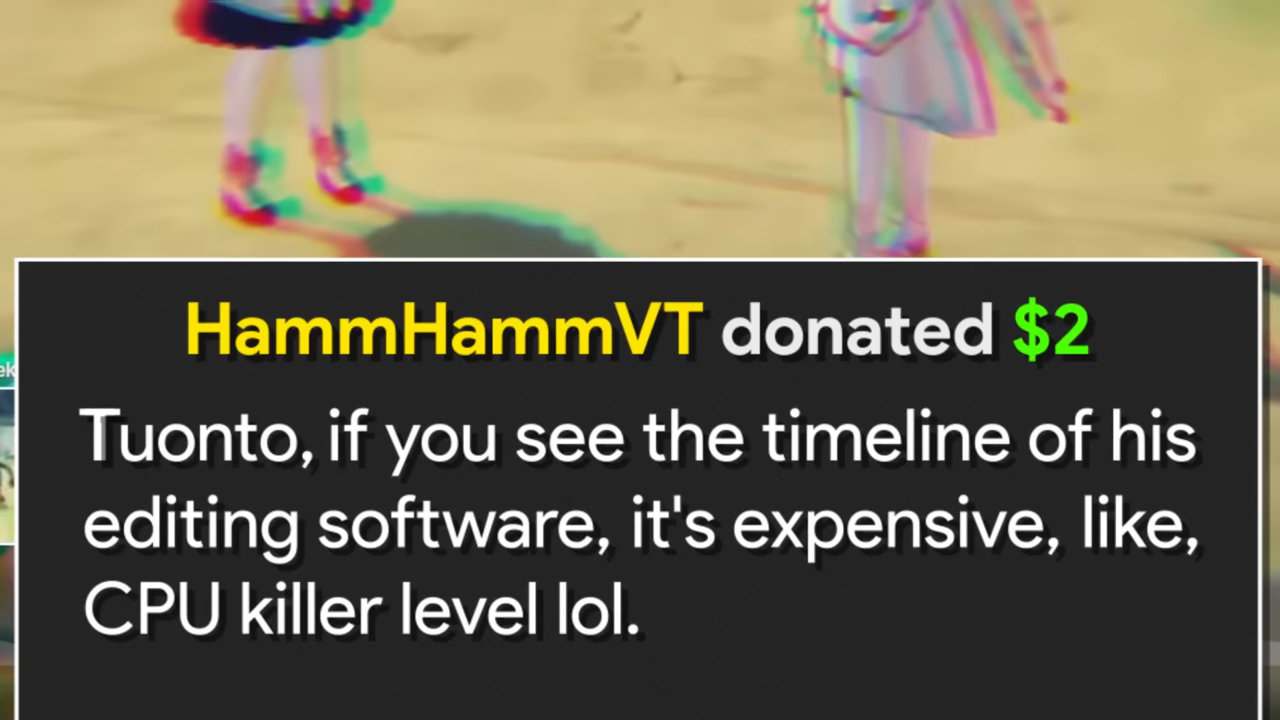 HammHammVT donated $2
Tuonto, if you see the timeline of his
editing software, it's expensive, like,
CPU killer level lol.